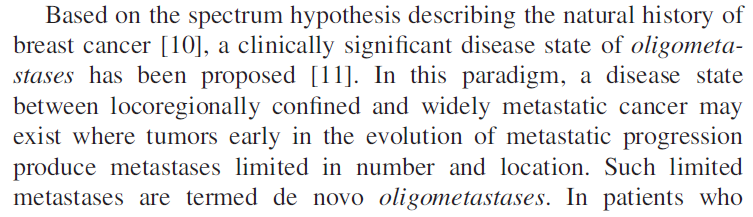 Based on the spectrum hypothesis describing the natural history of
breast cancer [10], a clinically significant disease state of oligometa-
stases has been proposed [11]. In this paradigm, a disease state
between locoregionally confined and widely metastatic cancer may
exist where tumors early in the evolution of metastatic progression
produce metastases limited in number and location. Such limited
metastases are termed de novo oligometastases. In patients who